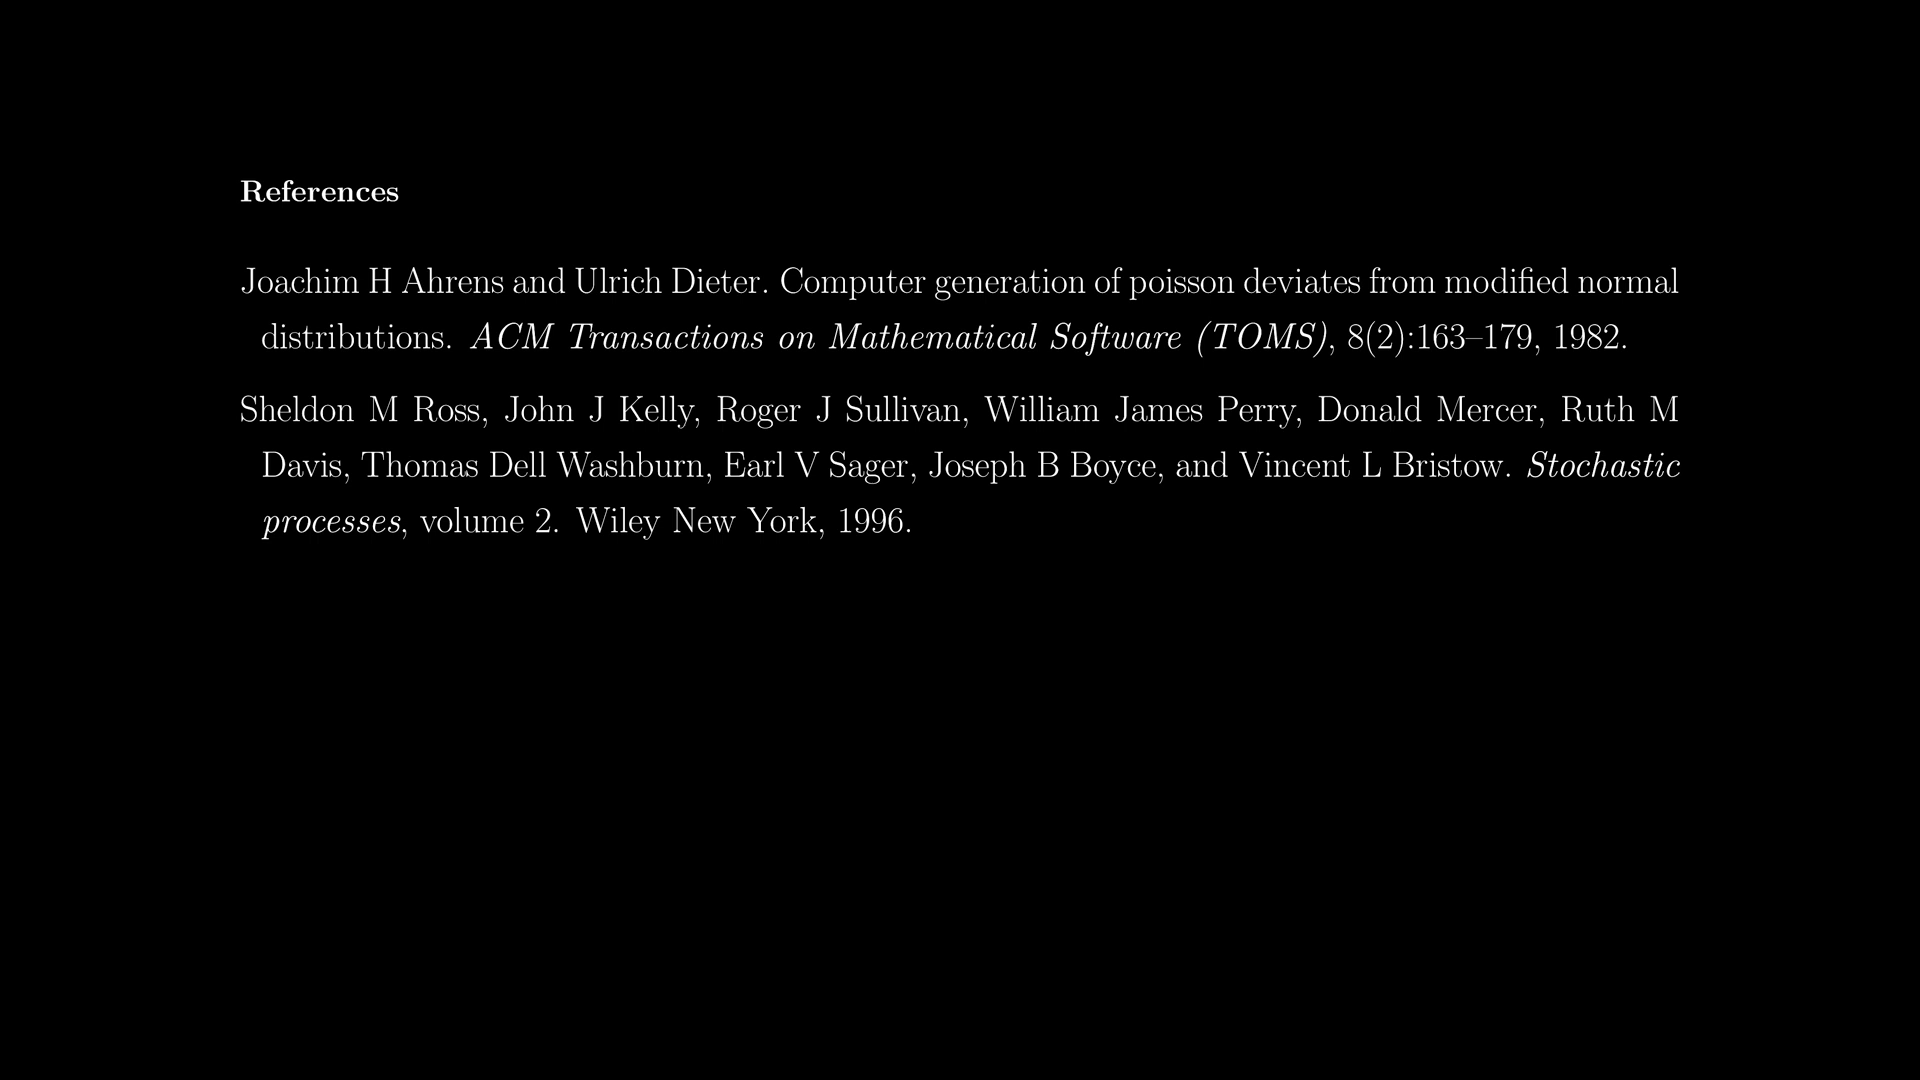 References
Joachim H Ahrens and Ulrich Dieter. Computer generation of poisson deviates from modified normal
distributions. ACM Transactions on Mathematical Software (TOMS), 8(2):163–179, 1982.
Sheldon M Ross, John J Kelly, Roger J Sullivan, William James Perry, Donald Mercer, Ruth M
Davis, Thomas Dell Washburn, Earl V Sager, Joseph B Boyce, and Vincent L Bristow. Stochastic
processes, volume 2. Wiley New York, 1996.